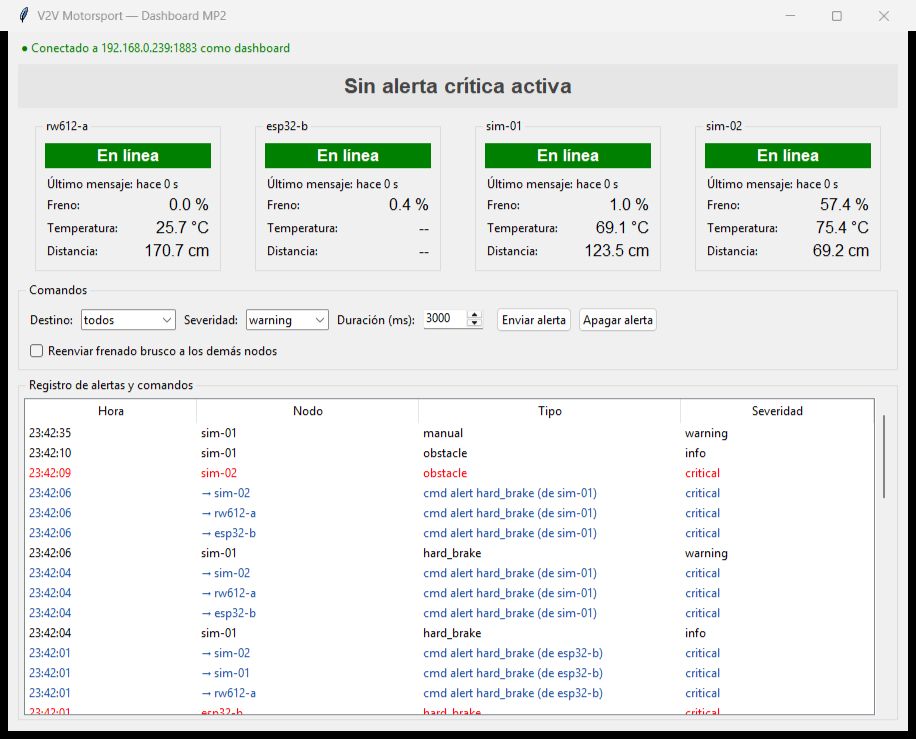 V2V Motorsport — Dashboard MP2
● Conectado a 192.168.0.239:1883 como dashboard
Sin alerta crítica activa
rw612-a
En línea
Último mensaje: hace 0 s
Freno: 0.0 %
Temperatura: 25.7 °C
Distancia: 170.7 cm
esp32-b
En línea
Último mensaje: hace 0 s
Freno: 0.4 %
Temperatura: --
Distancia: --
sim-01
En línea
Último mensaje: hace 0 s
Freno: 1.0 %
Temperatura: 69.1 °C
Distancia: 123.5 cm
sim-02
En línea
Último mensaje: hace 0 s
Freno: 57.4 %
Temperatura: 75.4 °C
Distancia: 69.2 cm
Comandos
Destino: todos Severidad: warning Duración (ms): 3000 Enviar alerta Apagar alerta
Reenviar frenado brusco a los demás nodos
Registro de alertas y comandos
Hora Nodo Tipo Severidad
23:42:35 sim-01 manual warning
23:42:10 sim-01 obstacle info
23:42:09 sim-02 obstacle critical
23:42:06 → sim-02 cmd alert hard_brake (de sim-01) critical
23:42:06 → rw612-a cmd alert hard_brake (de sim-01) critical
23:42:06 → esp32-b cmd alert hard_brake (de sim-01) critical
23:42:06 sim-01 hard_brake warning
23:42:04 → sim-02 cmd alert hard_brake (de sim-01) critical
23:42:04 → rw612-a cmd alert hard_brake (de sim-01) critical
23:42:04 → esp32-b cmd alert hard_brake (de sim-01) critical
23:42:04 sim-01 hard_brake info
23:42:01 → sim-02 cmd alert hard_brake (de esp32-b) critical
23:42:01 → sim-01 cmd alert hard_brake (de esp32-b) critical
23:42:01 → rw612-a cmd alert hard_brake (de esp32-b) critical
23:42:01 esp32-b hard_brake critical